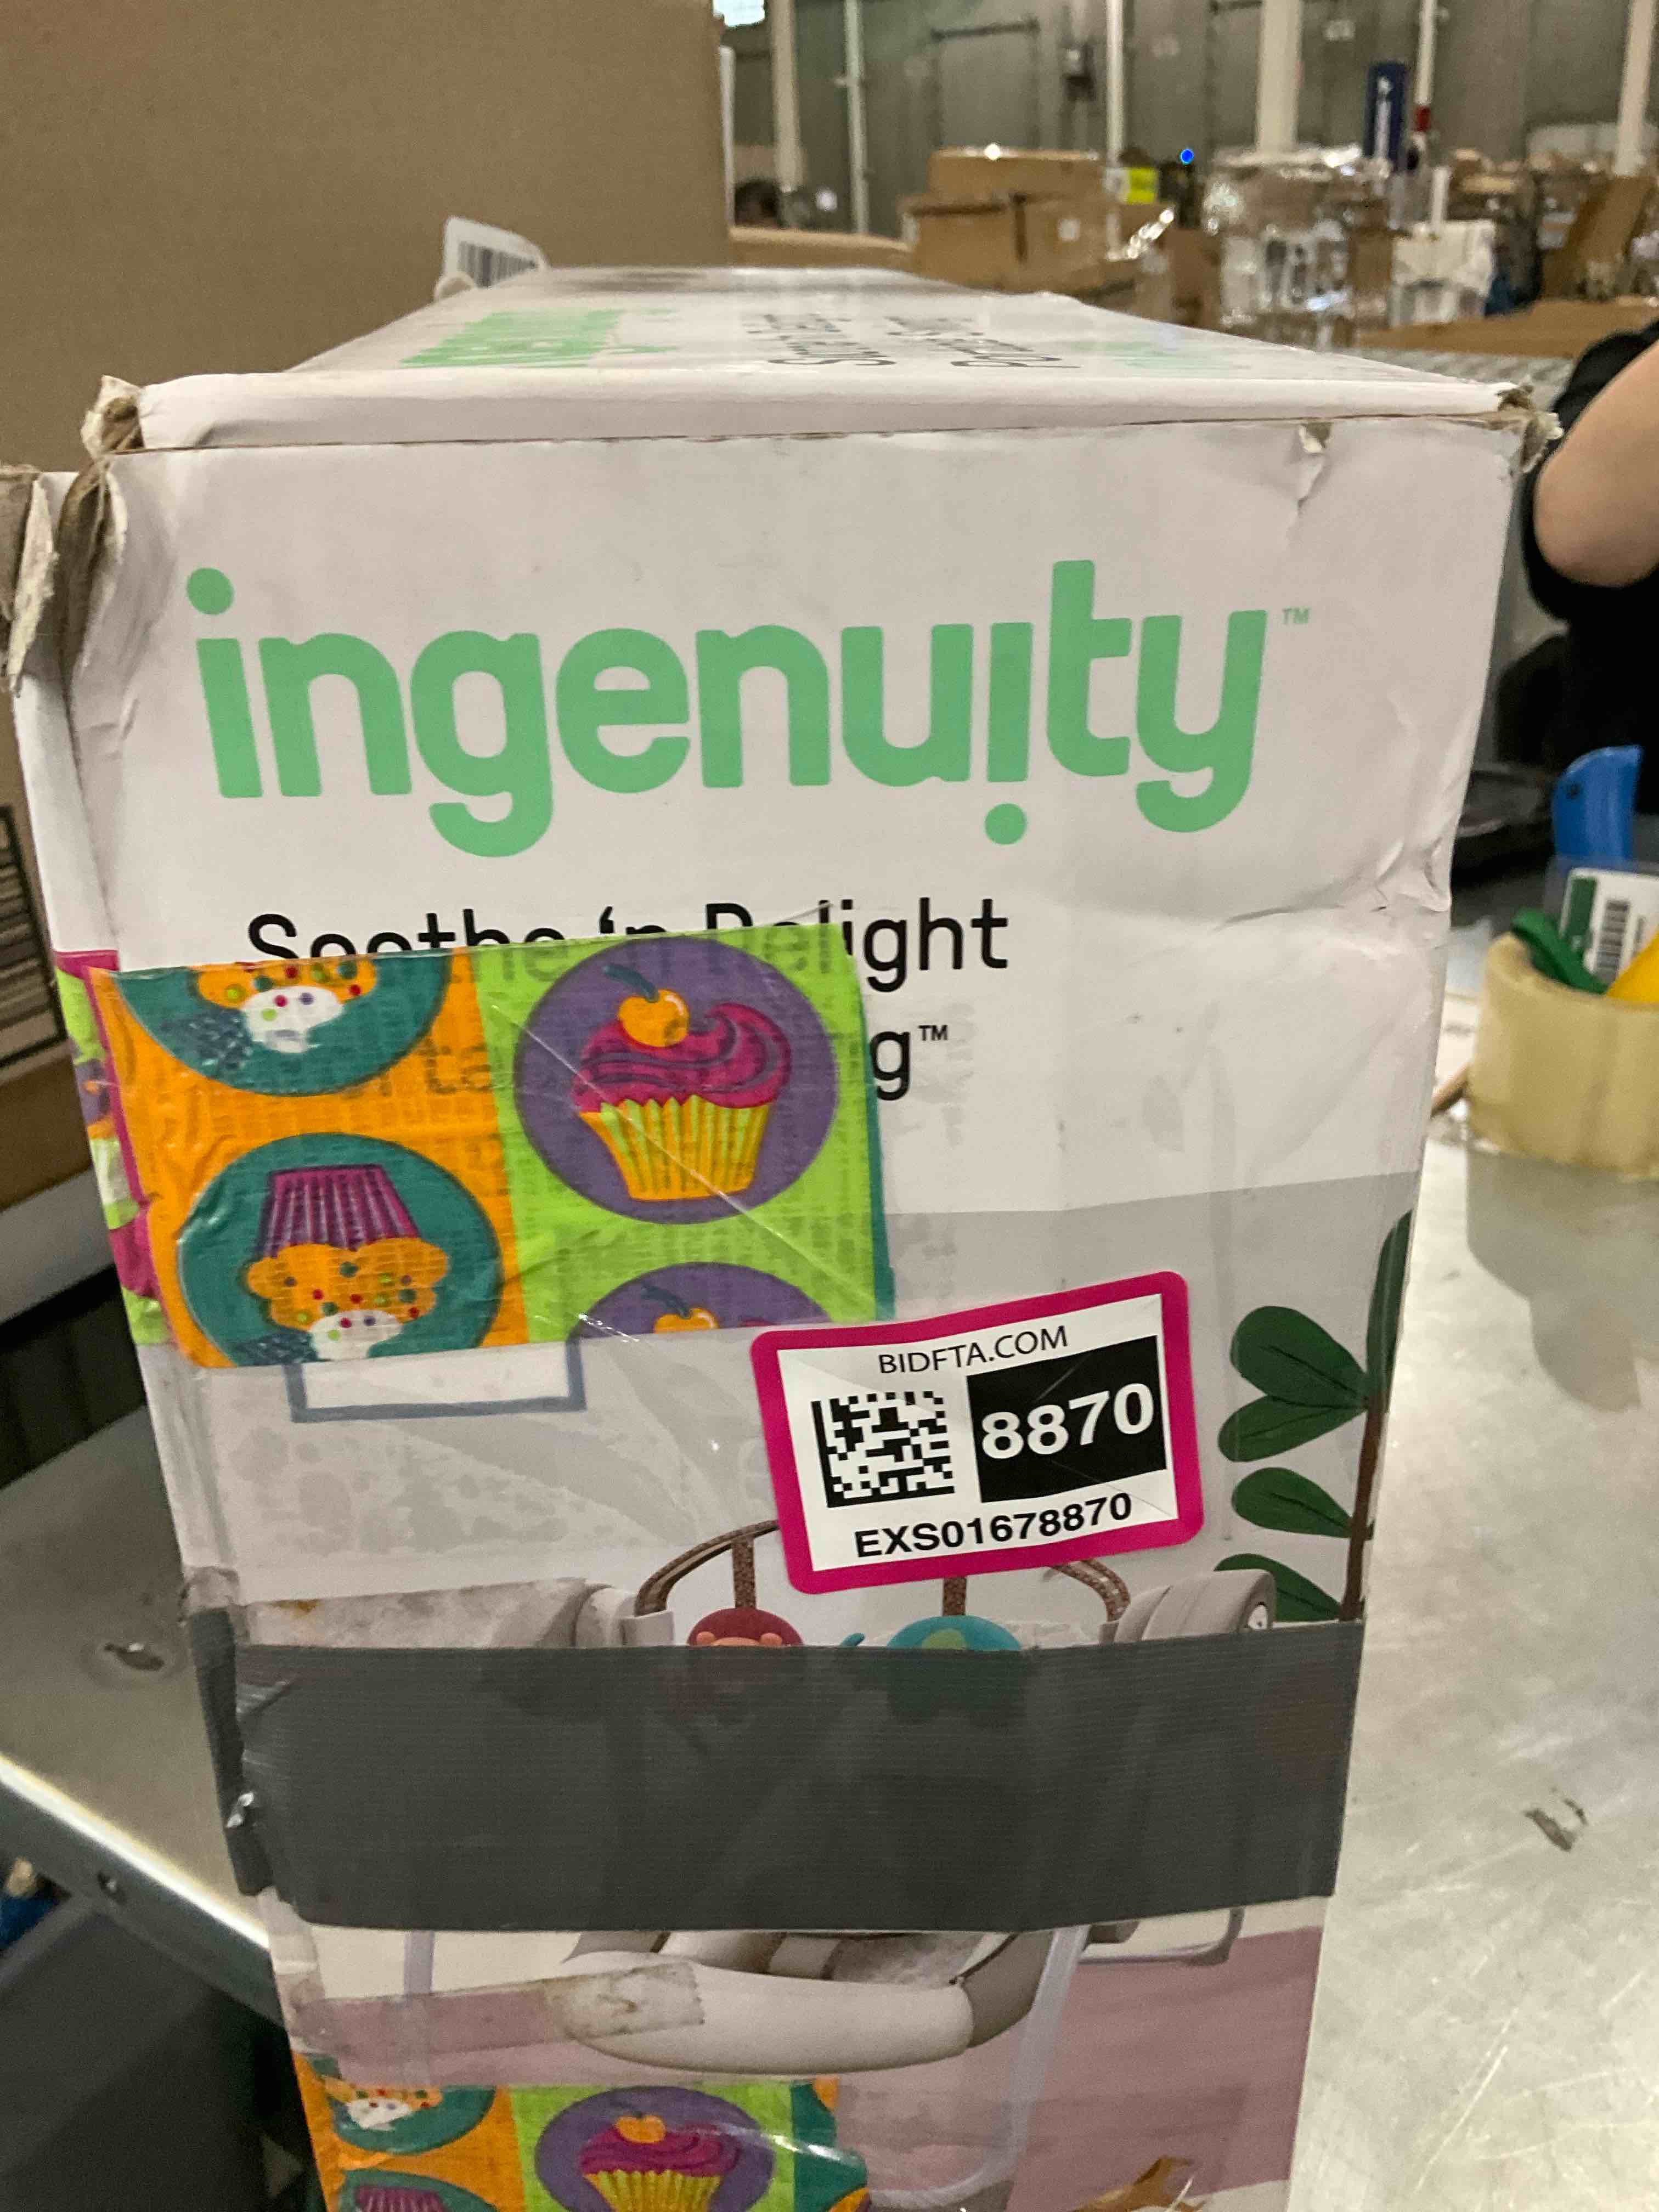 ingenuity™
Soothe 'n Delight
g™
BIDFTA.COM
8870
EXS01678870